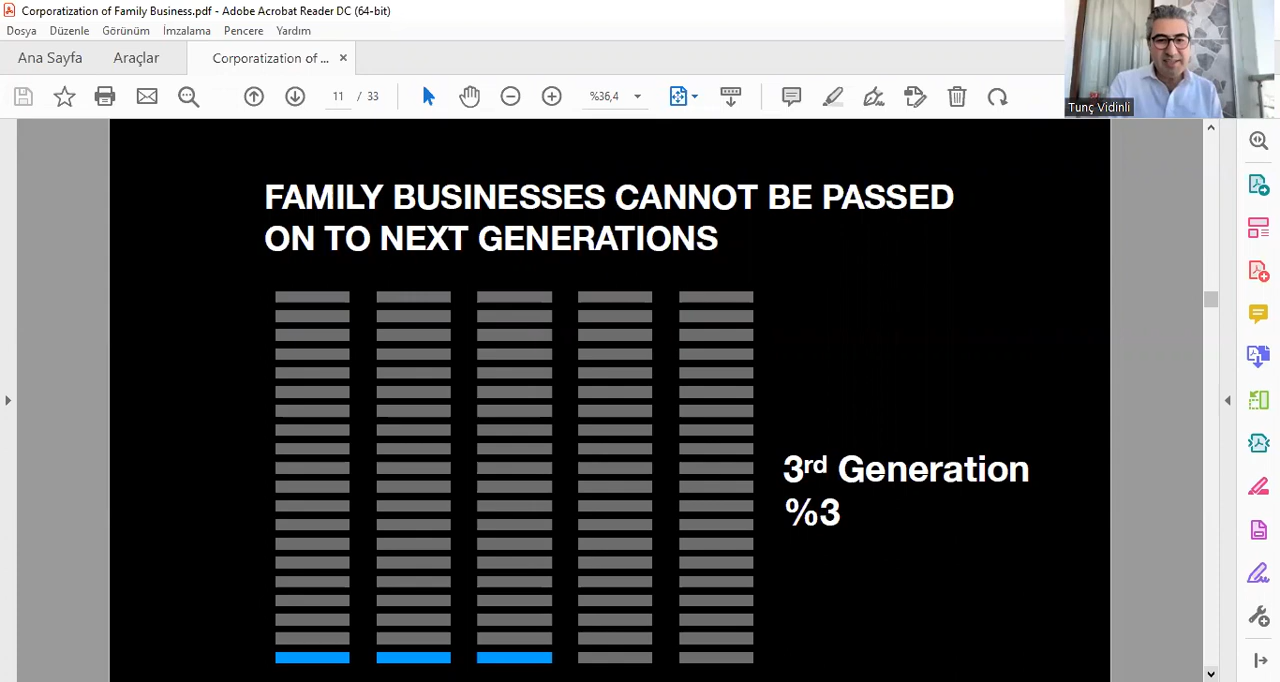 Corporatization of Family Business.pdf - Adobe Acrobat Reader DC (64-bit)
Dosya Düzenle Görünüm İmzalama Pencere Yardım
Ana Sayfa Araçlar Corporatization of ... ×
11 / 33 %36,4
Tunç Vidinli
FAMILY BUSINESSES CANNOT BE PASSED
ON TO NEXT GENERATIONS
3rd Generation
%3